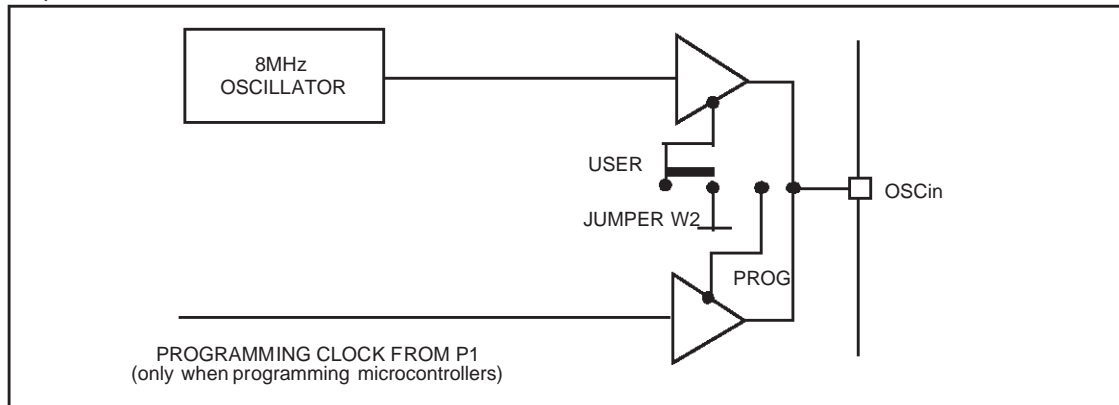 8MHz
OSCILLATOR
USER
OSCin
JUMPER W2
PROG
PROGRAMMING CLOCK FROM P1
(only when programming microcontrollers)